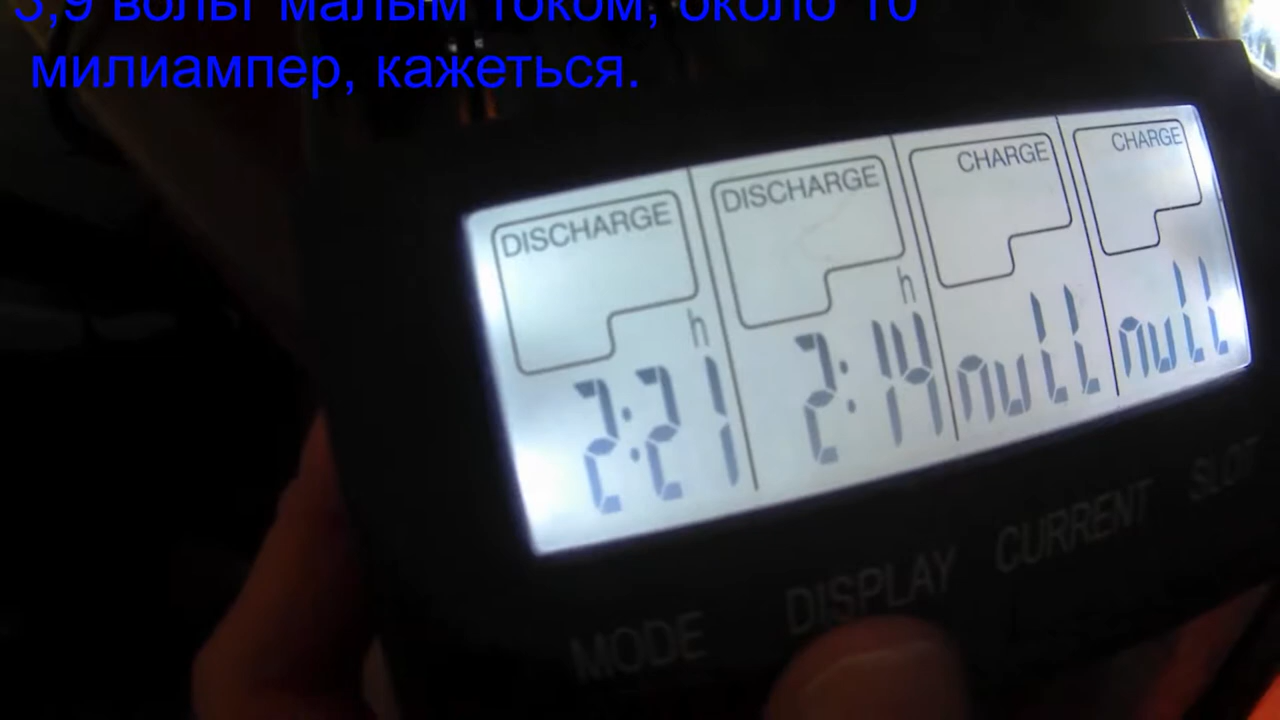 3,9 вольт малым током, около 10
милиампер, кажеться.
DISCHARGE DISCHARGE CHARGE CHARGE
h h
2:21 2:14 null null
MODE DISPLAY CURRENT SLOT